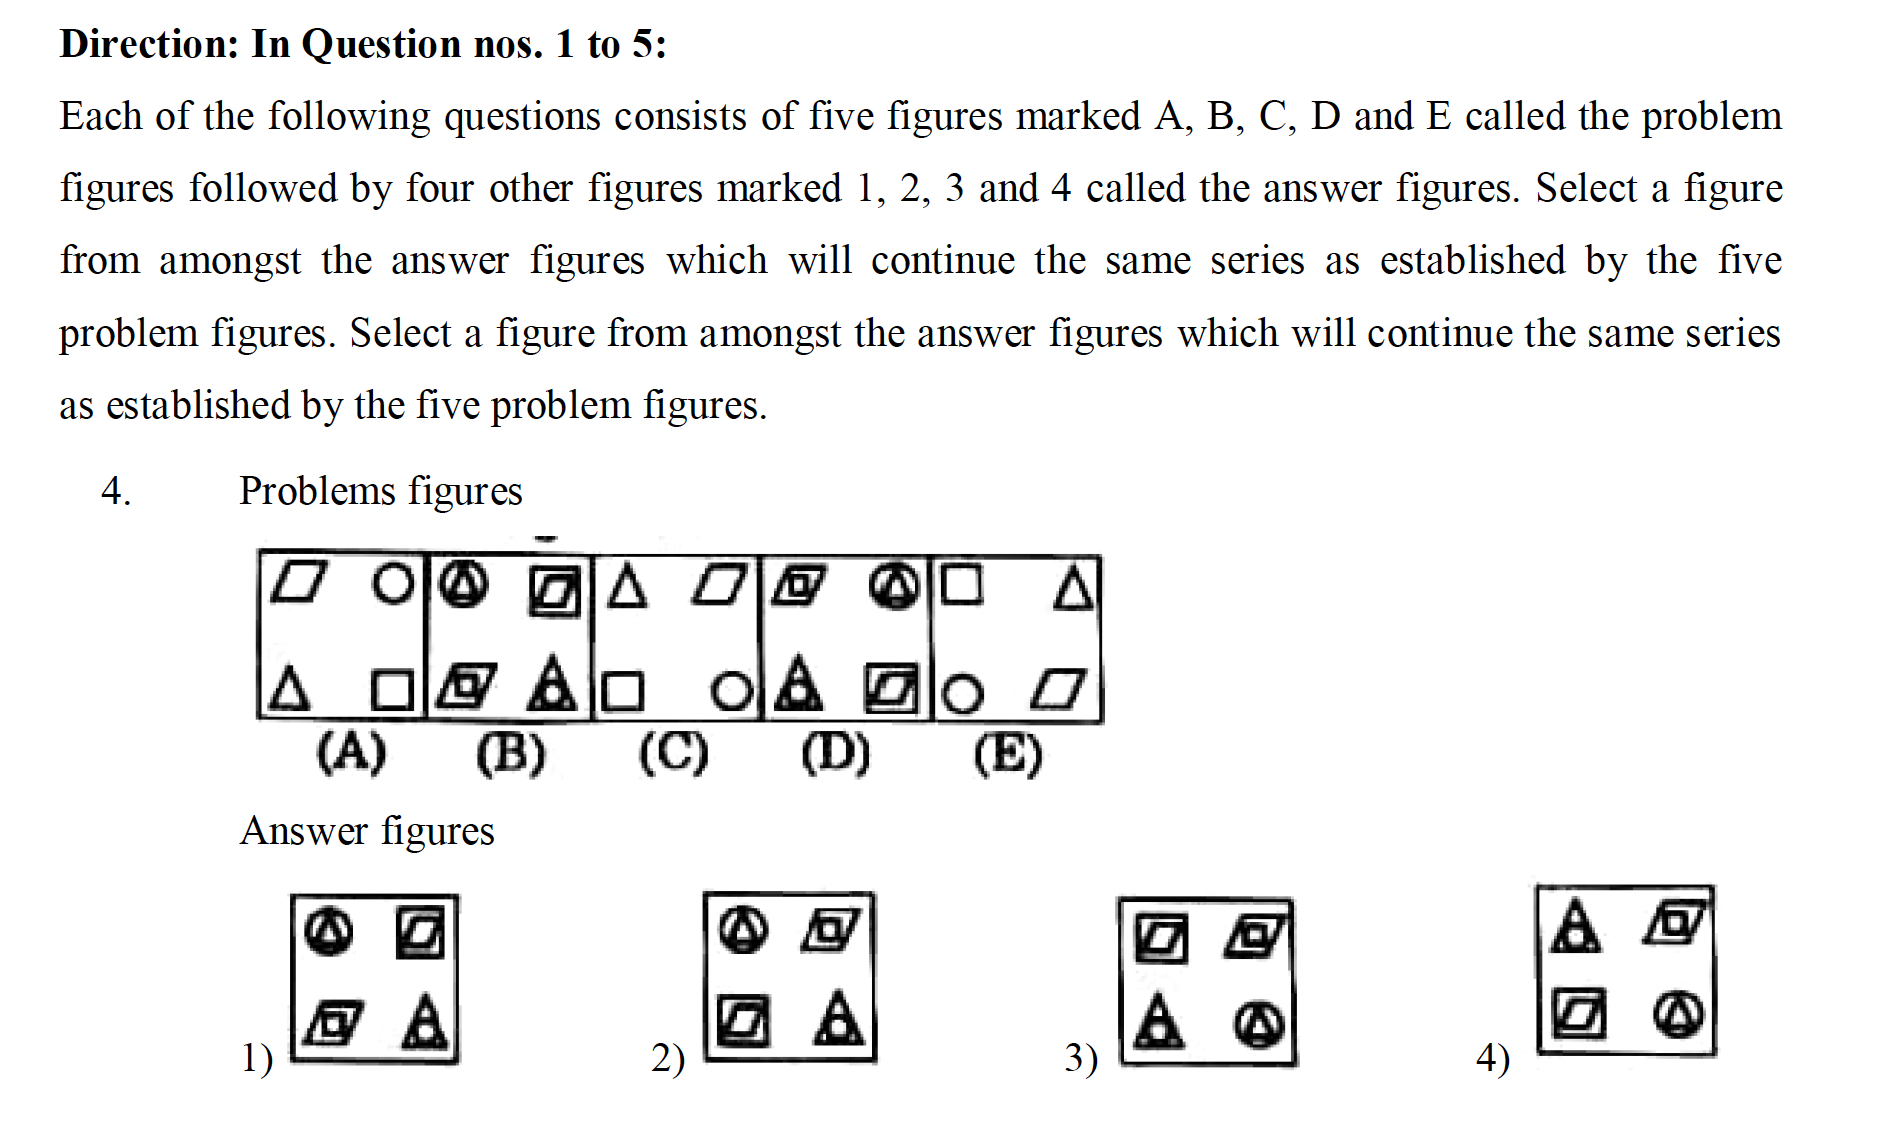 Direction: In Question nos. 1 to 5:
Each of the following questions consists of five figures marked A, B, C, D and E called the problem
figures followed by four other figures marked 1, 2, 3 and 4 called the answer figures. Select a figure
from amongst the answer figures which will continue the same series as established by the five
problem figures. Select a figure from amongst the answer figures which will continue the same series
as established by the five problem figures.
4. Problems figures
(A) (B) (C) (D) (E)
Answer figures
1) 2) 3) 4)